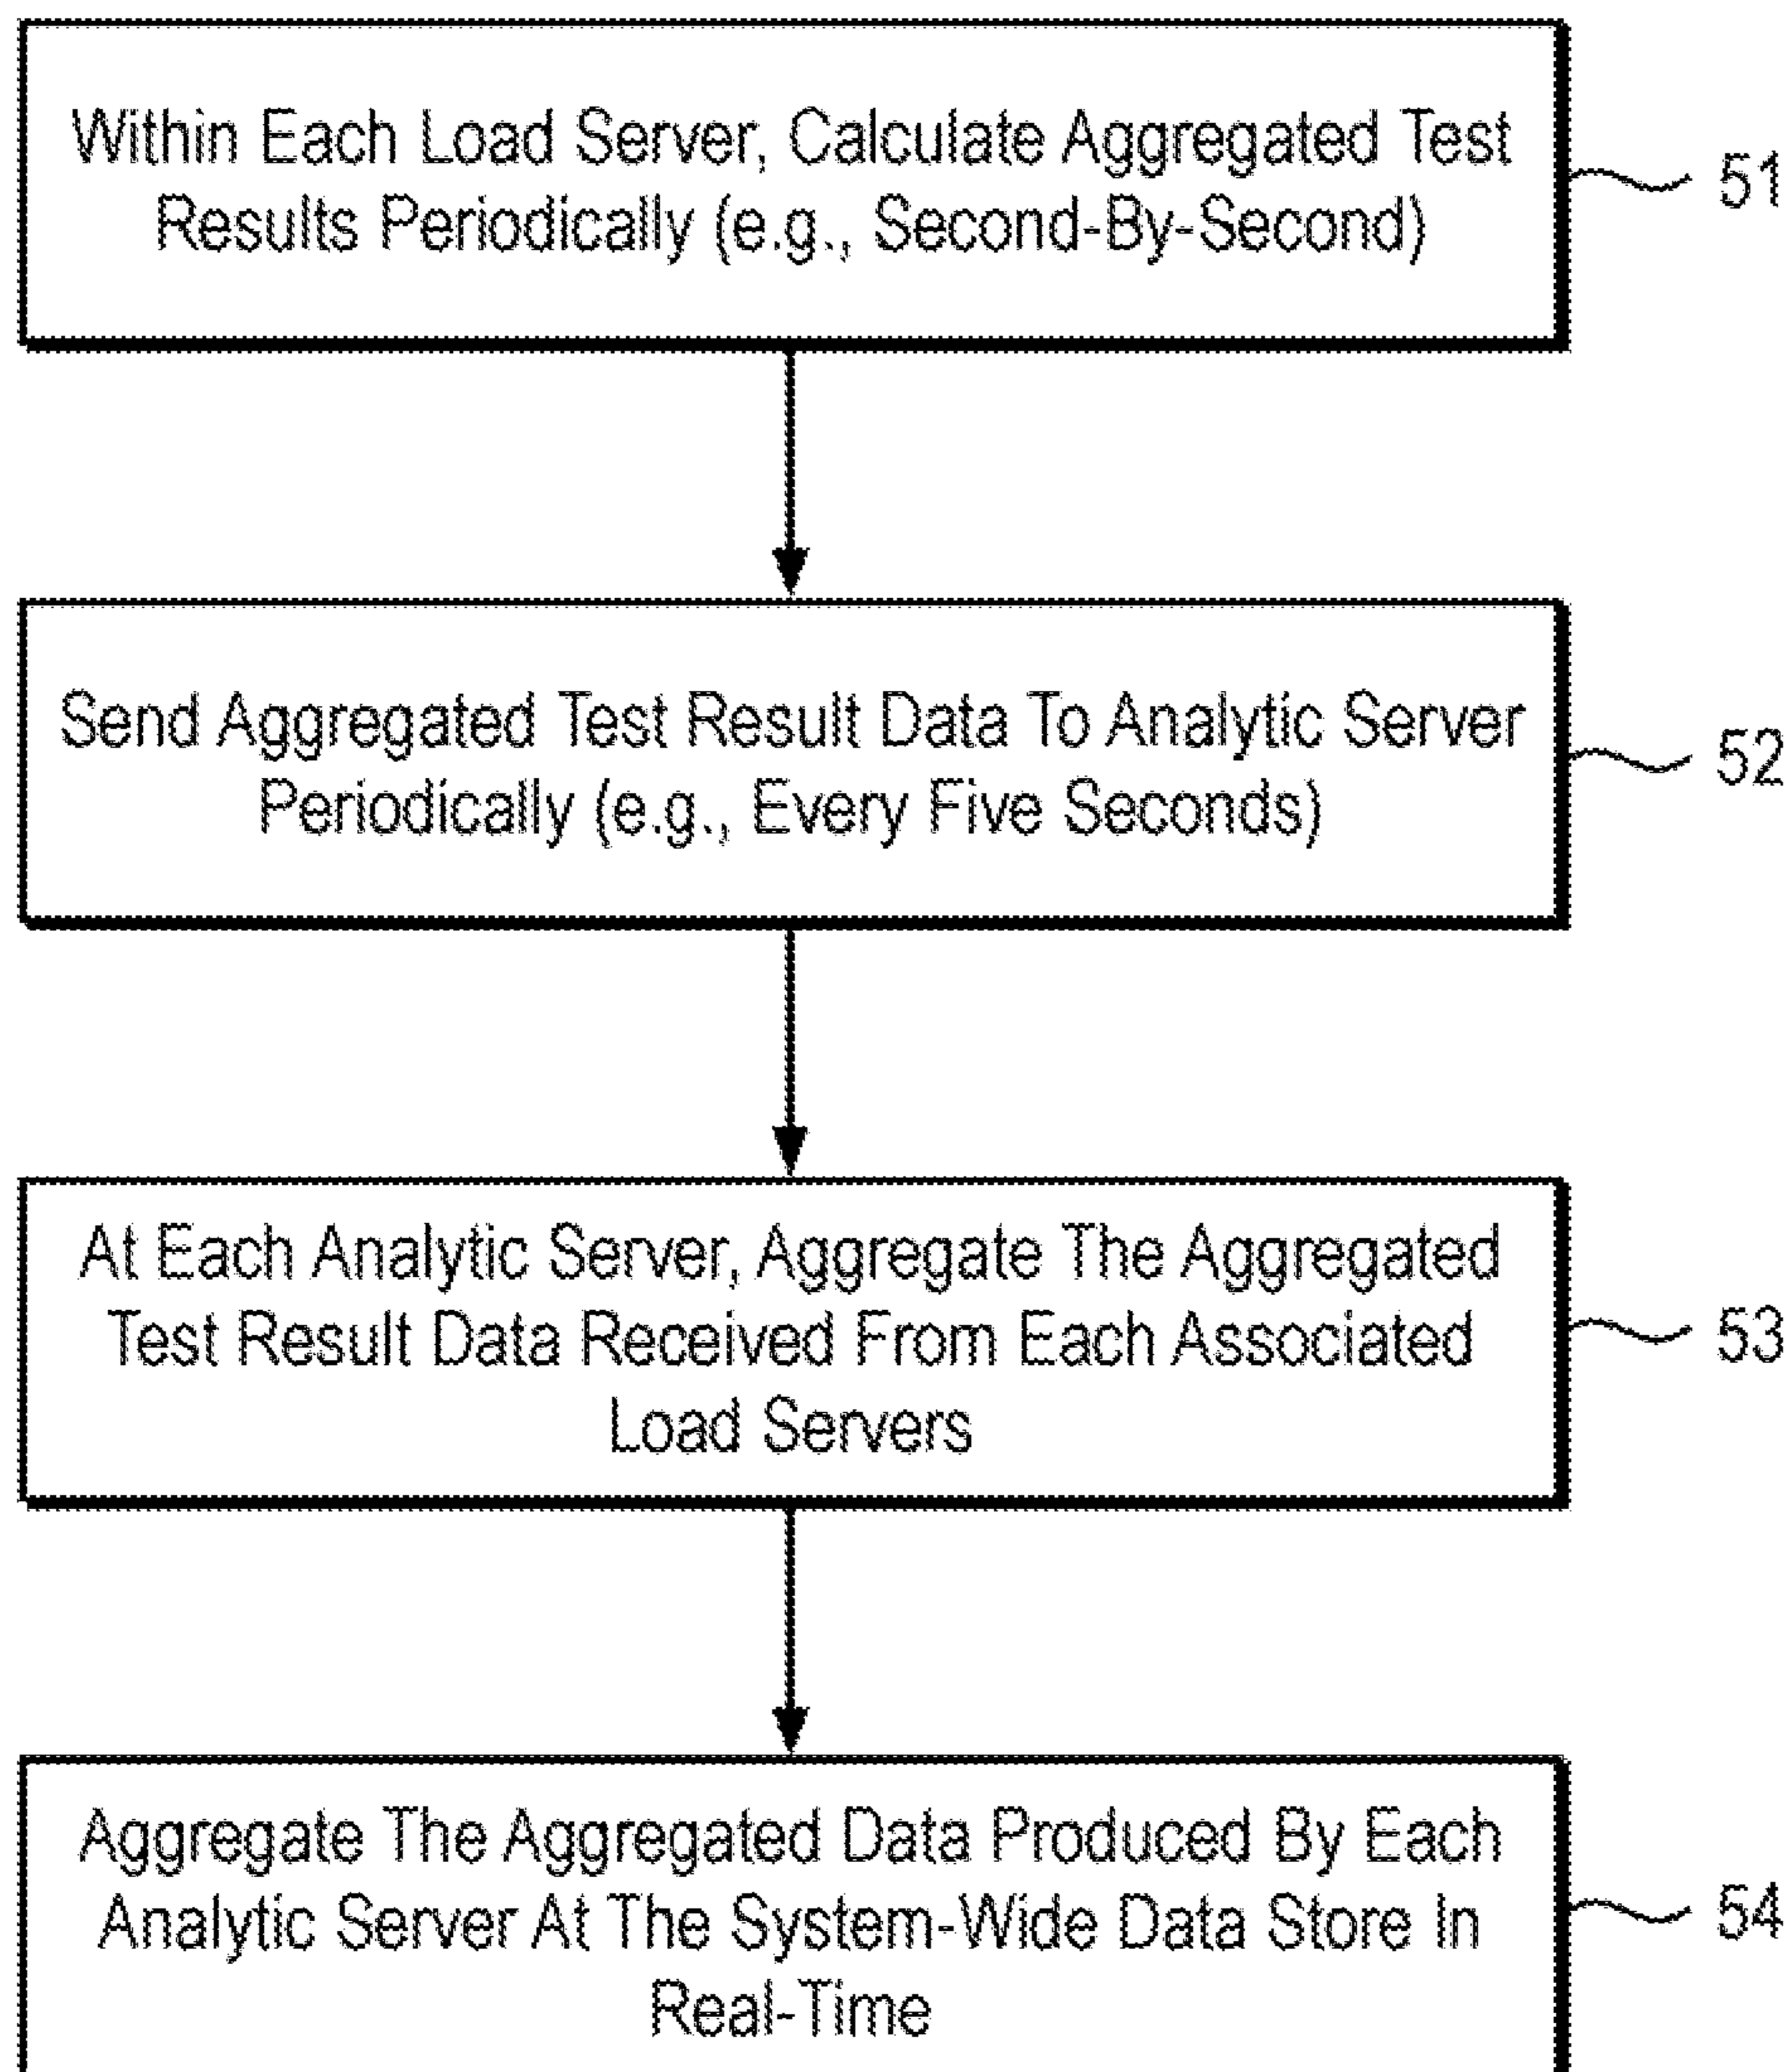 Within Each Load Server, Calculate Aggregated Test
Results Periodically (e.g., Second-By-Second)
51
Send Aggregated Test Result Data To Analytic Server
Periodically (e.g., Every Five Seconds)
52
At Each Analytic Server, Aggregate The Aggregated
Test Result Data Received From Each Associated
Load Servers
53
Aggregate The Aggregated Data Produced By Each
Analytic Server At The System-Wide Data Store In
Real-Time
54